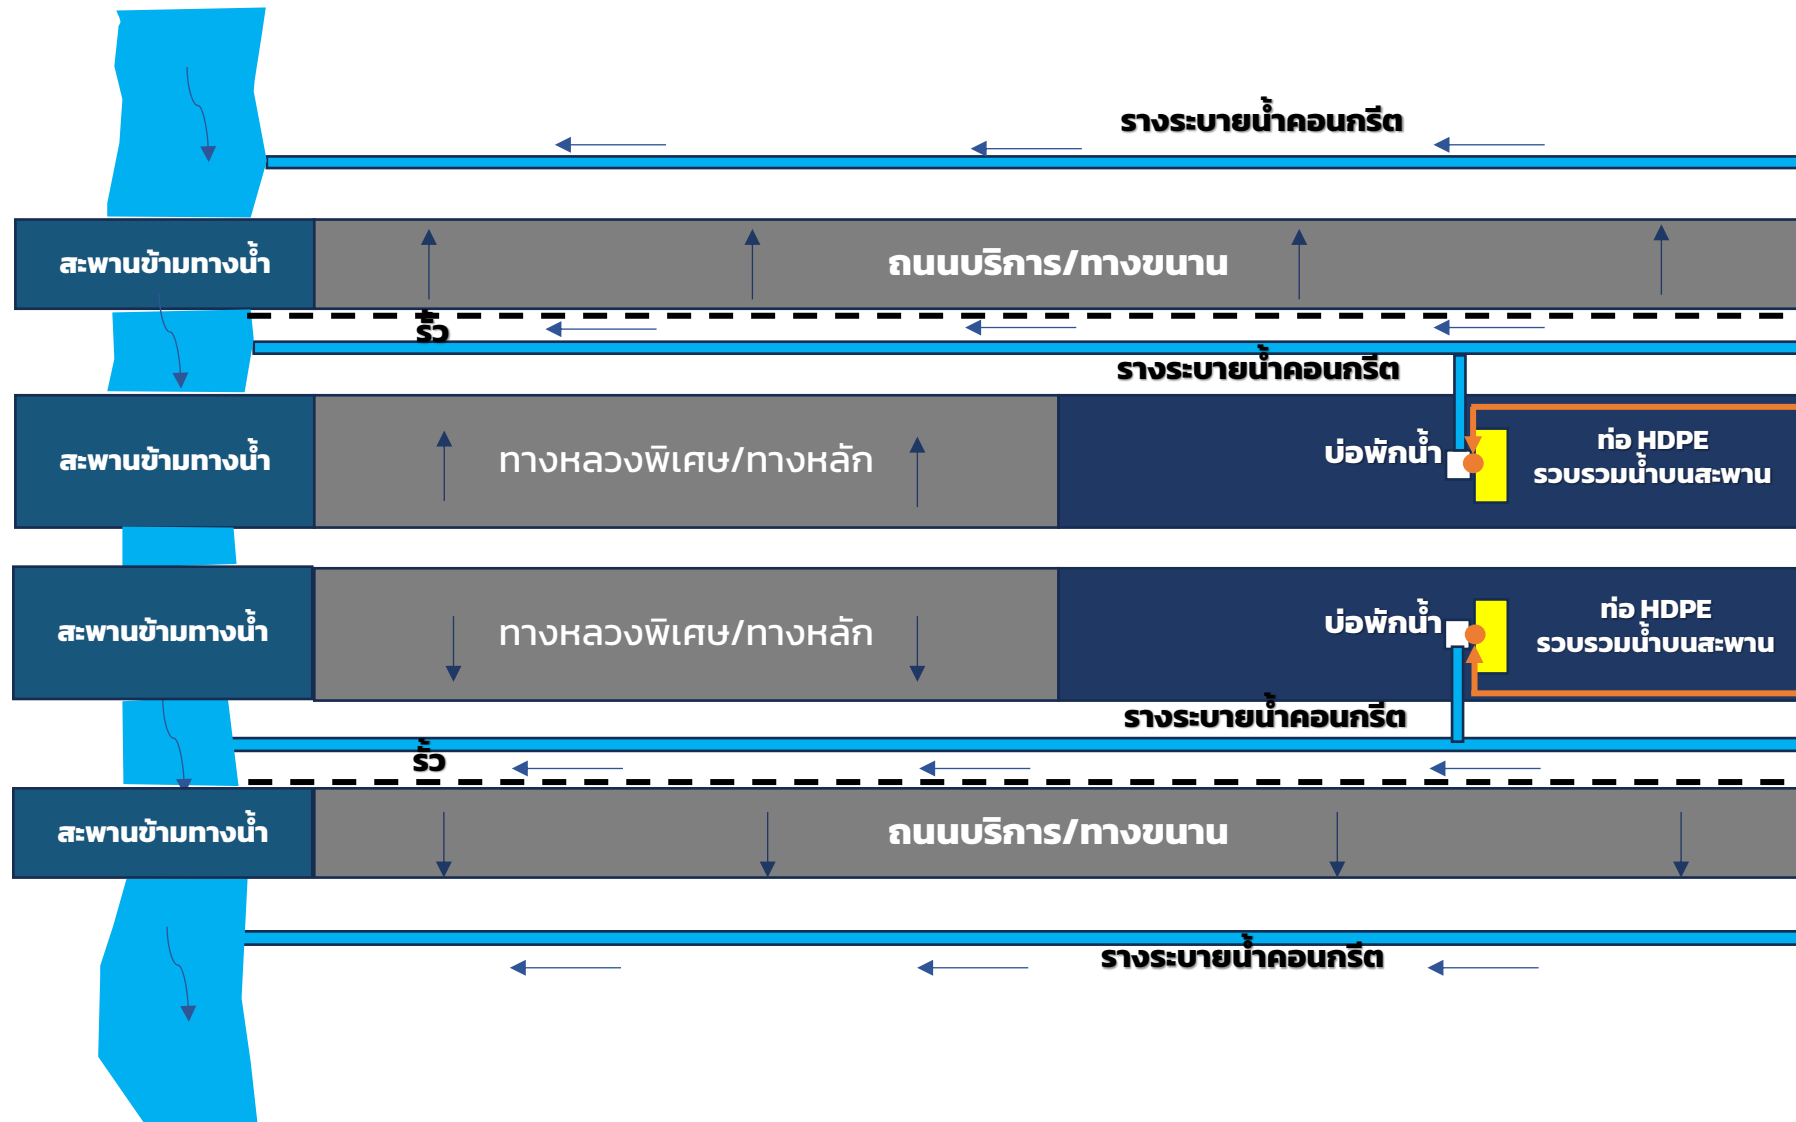 รางระบายน้ำคอนกรีต
สะพานข้ามทางน้ำ
ถนนบริการ/ทางขนาน
รั้ว
รางระบายน้ำคอนกรีต
สะพานข้ามทางน้ำ
ทางหลวงพิเศษ/ทางหลัก
บ่อพักน้ำ
ท่อ HDPE
รวบรวมน้ำบนสะพาน
สะพานข้ามทางน้ำ
ทางหลวงพิเศษ/ทางหลัก
บ่อพักน้ำ
ท่อ HDPE
รวบรวมน้ำบนสะพาน
รางระบายน้ำคอนกรีต
รั้ว
สะพานข้ามทางน้ำ
ถนนบริการ/ทางขนาน
รางระบายน้ำคอนกรีต